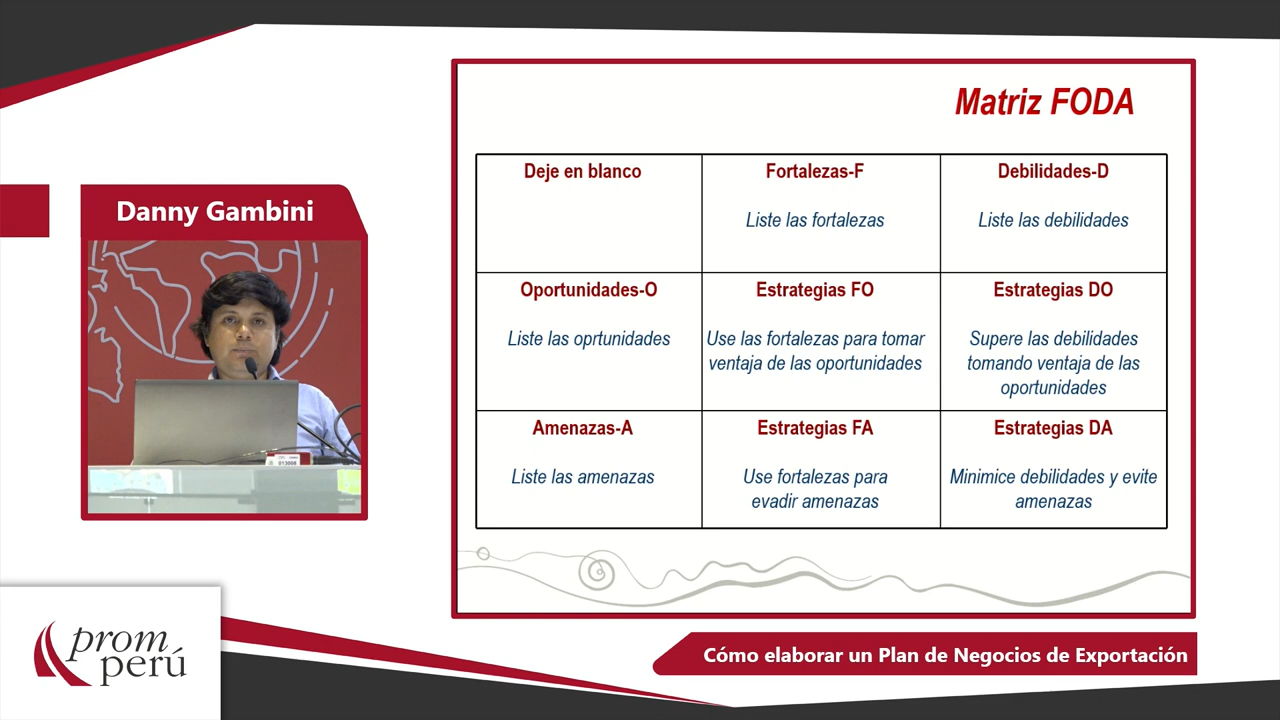 Matriz FODA
Danny Gambini
Deje en blanco
Fortalezas-F
Liste las fortalezas
Debilidades-D
Liste las debilidades
Oportunidades-O
Liste las oprtunidades
Estrategias FO
Use las fortalezas para tomar
ventaja de las oportunidades
Estrategias DO
Supere las debilidades
tomando ventaja de las
oportunidades
Amenazas-A
Liste las amenazas
Estrategias FA
Use fortalezas para
evadir amenazas
Estrategias DA
Minimice debilidades y evite
amenazas
prom
perú
Cómo elaborar un Plan de Negocios de Exportación